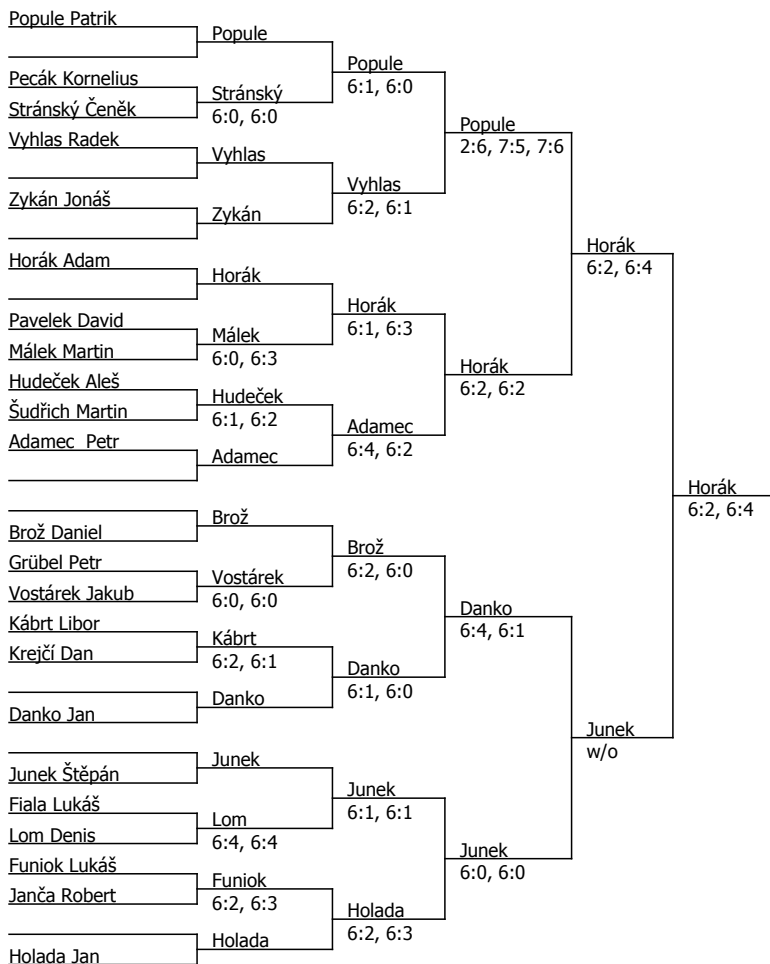 Popule Patrik
Popule
Popule
6:1, 6:0
Pecák Kornelius
Stránský
6:0, 6:0
Stránský Čeněk
Popule
2:6, 7:5, 7:6
Vyhlas Radek
Vyhlas
Vyhlas
6:2, 6:1
Zykán Jonáš
Zykán
Horák
6:2, 6:4
Horák Adam
Horák
Horák
6:1, 6:3
Pavelek David
Málek
6:0, 6:3
Málek Martin
Horák
6:2, 6:2
Hudeček Aleš
Hudeček
6:1, 6:2
Šudřich Martin
Adamec
6:4, 6:2
Adamec  Petr
Adamec
Horák
6:2, 6:4
Brož
Brož Daniel
Brož
6:2, 6:0
Grübel Petr
Vostárek
6:0, 6:0
Vostárek Jakub
Danko
6:4, 6:1
Kábrt Libor
Kábrt
6:2, 6:1
Krejčí Dan
Danko
6:1, 6:0
Danko
Danko Jan
Junek
w/o
Junek
Junek Štěpán
Junek
6:1, 6:1
Fiala Lukáš
Lom
6:4, 6:4
Lom Denis
Junek
6:0, 6:0
Funiok Lukáš
Funiok
6:2, 6:3
Janča Robert
Holada
6:2, 6:3
Holada
Holada Jan